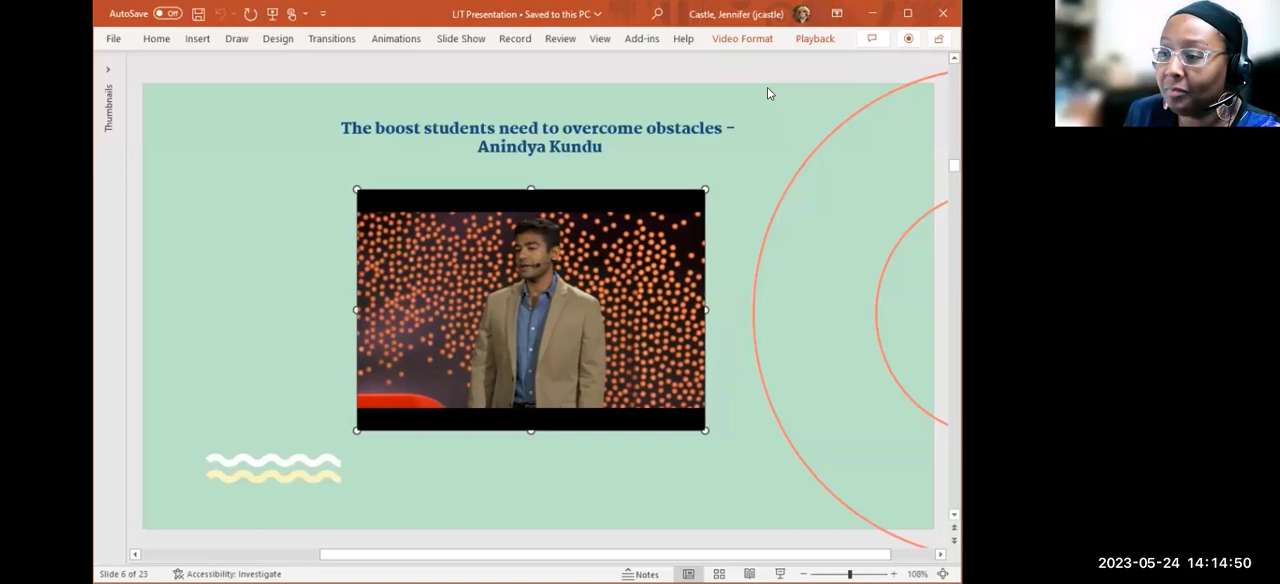 AutoSave Off LIT Presentation • Saved to this PC Castle, Jennifer (jcastle)
File Home Insert Draw Design Transitions Animations Slide Show Record Review View Add-ins Help Video Format Playback
Thumbnails
The boost students need to overcome obstacles -
Anindya Kundu
Slide 6 of 23 Accessibility: Investigate Notes 108%
2023-05-24 14:14:50